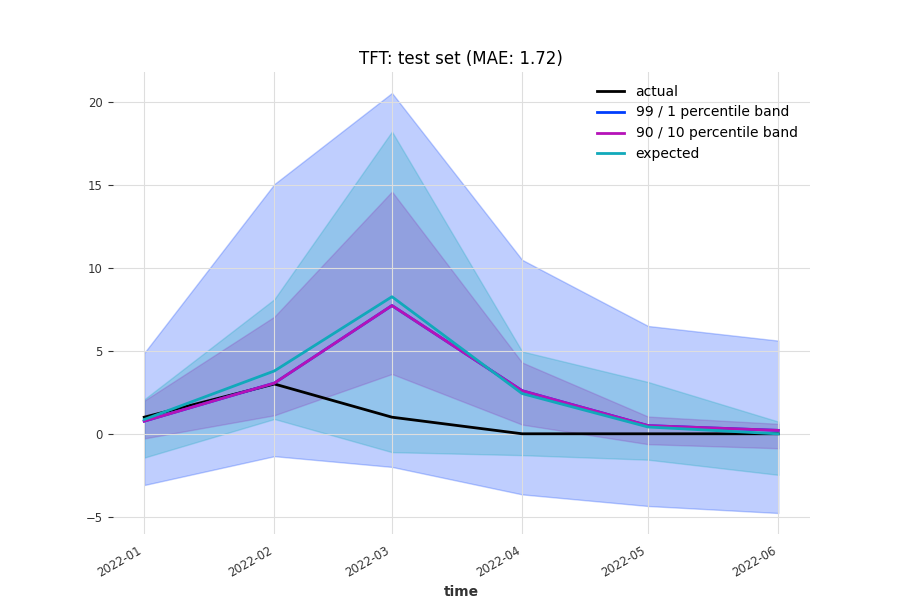 TFT: test set (MAE: 1.72)
actual
99 / 1 percentile band
90 / 10 percentile band
expected
20
15
10
5
0
−5
2022-01
2022-02
2022-03
2022-04
2022-05
2022-06
time